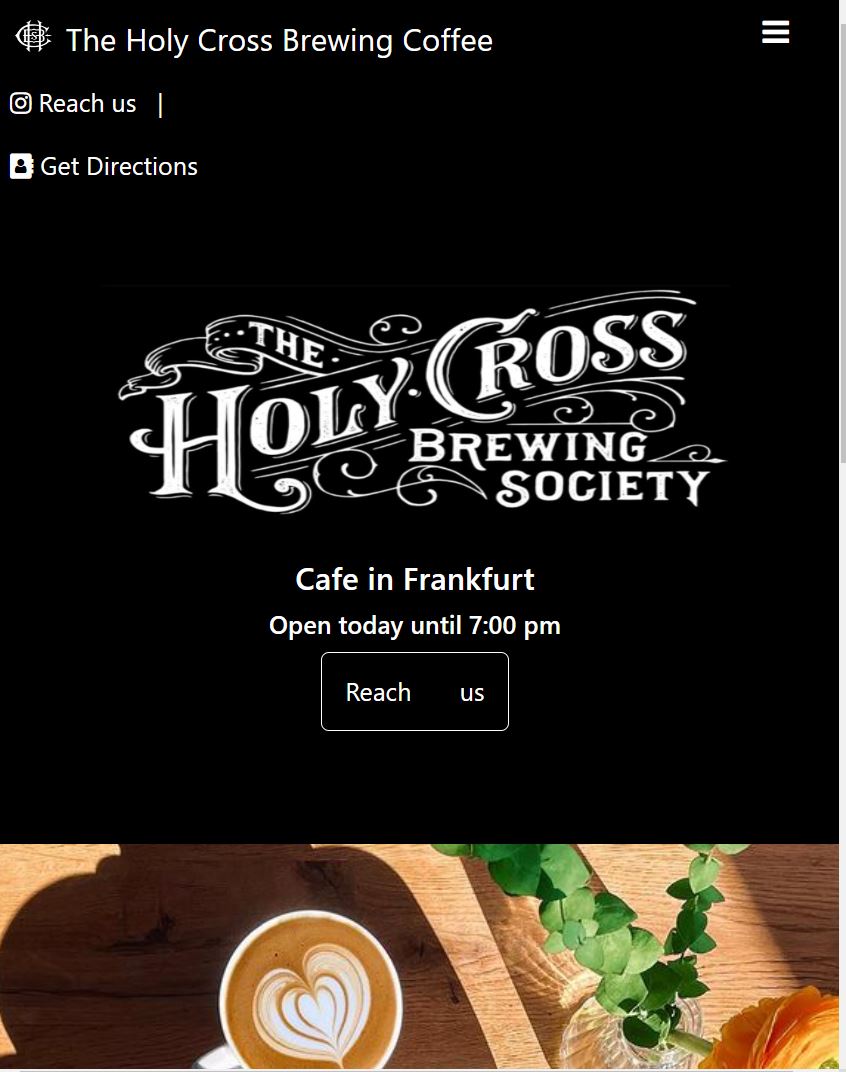 The Holy Cross Brewing Coffee
Reach us |
Get Directions
THE
HOLY·CROSS
BREWING
SOCIETY
Cafe in Frankfurt
Open today until 7:00 pm
Reach us